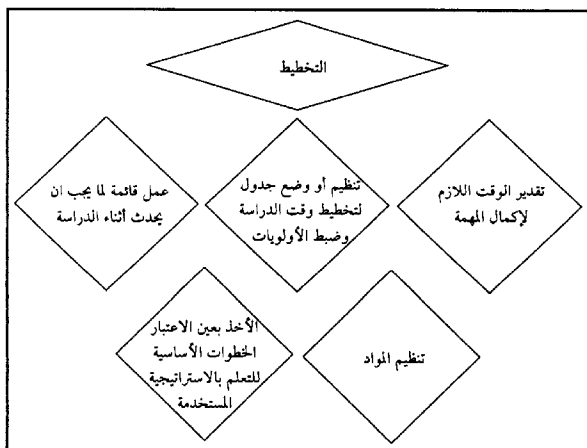 التخطيط
تقدير الوقت اللازم
لإكمال المهمة
تنظيم أو وضع جدول
لتخطيط وقت الدراسة
وضبط الأولويات
عمل قائمة لما يجب ان
يحدث أثناء الدراسة
تنظيم المواد
الأخذ بعين الاعتبار
الخطوات الأساسية
للتعلم بالاستراتيجية
المستخدمة